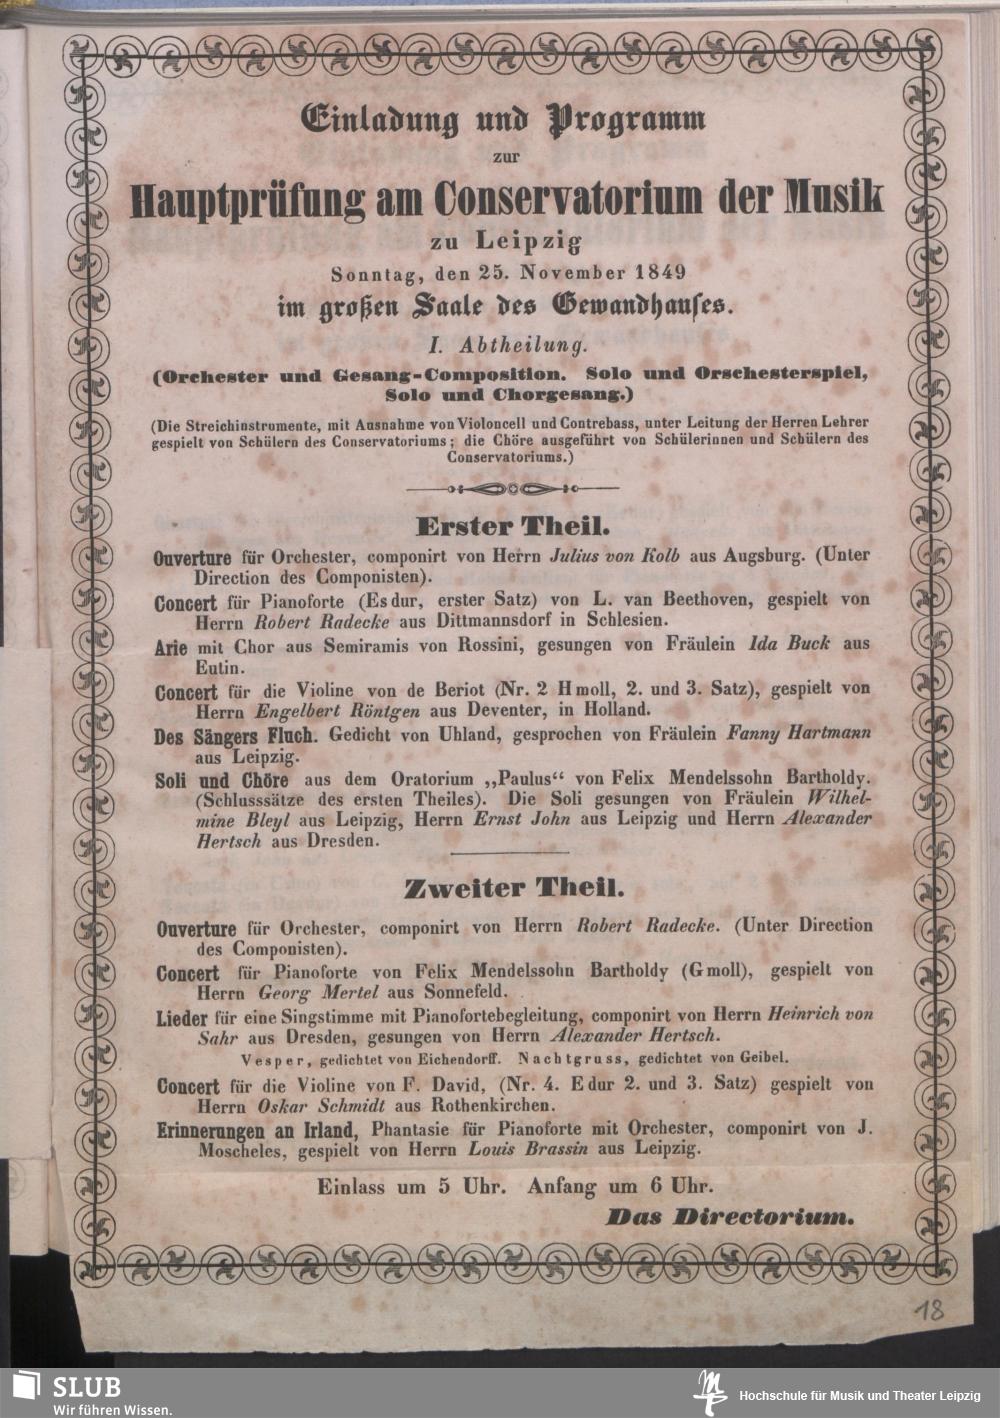 Einladung und Programm
zur
Hauptprüfung am Conservatorium der Musik
zu Leipzig
Sonntag, den 25. November 1849
im großen Saale des Gewandhauses.
I. Abtheilung.
(Orchester und Gesang-Composition. Solo und Orschesterspiel,
Solo und Chorgesang.)
(Die Streichinstrumente, mit Ausnahme von Violoncell und Contrebass, unter Leitung der Herren Lehrer
gespielt von Schülern des Conservatoriums; die Chöre ausgeführt von Schülerinnen und Schülern des
Conservatoriums.)
Erster Theil.
Ouverture für Orchester, componirt von Herrn Julius von Kolb aus Augsburg. (Unter
Direction des Componisten).
Concert für Pianoforte (Es dur, erster Satz) von L. van Beethoven, gespielt von
Herrn Robert Radecke aus Dittmannsdorf in Schlesien.
Arie mit Chor aus Semiramis von Rossini, gesungen von Fräulein Ida Buck aus
Eutin.
Concert für die Violine von de Beriot (Nr. 2 H moll, 2. und 3. Satz), gespielt von
Herrn Engelbert Röntgen aus Deventer, in Holland.
Des Sängers Fluch. Gedicht von Uhland, gesprochen von Fräulein Fanny Hartmann
aus Leipzig.
Soli und Chöre aus dem Oratorium „Paulus“ von Felix Mendelssohn Bartholdy.
(Schlusssätze des ersten Theiles). Die Soli gesungen von Fräulein Wilhel-
mine Bleyl aus Leipzig, Herrn Ernst John aus Leipzig und Herrn Alexander
Hertsch aus Dresden.
Zweiter Theil.
Ouverture für Orchester, componirt von Herrn Robert Radecke. (Unter Direction
des Componisten).
Concert für Pianoforte von Felix Mendelssohn Bartholdy (G moll), gespielt von
Herrn Georg Mertel aus Sonnefeld.
Lieder für eine Singstimme mit Pianofortebegleitung, componirt von Herrn Heinrich von
Sahr aus Dresden, gesungen von Herrn Alexander Hertsch.
Vesper, gedichtet von Eichendorff. Nachtgruss, gedichtet von Geibel.
Concert für die Violine von F. David, (Nr. 4. E dur 2. und 3. Satz) gespielt von
Herrn Oskar Schmidt aus Rothenkirchen.
Erinnerungen an Irland, Phantasie für Pianoforte mit Orchester, componirt von J.
Moscheles, gespielt von Herrn Louis Brassin aus Leipzig.
Einlass um 5 Uhr. Anfang um 6 Uhr.
Das Directorium.
18
SLUB
Wir führen Wissen.
Hochschule für Musik und Theater Leipzig